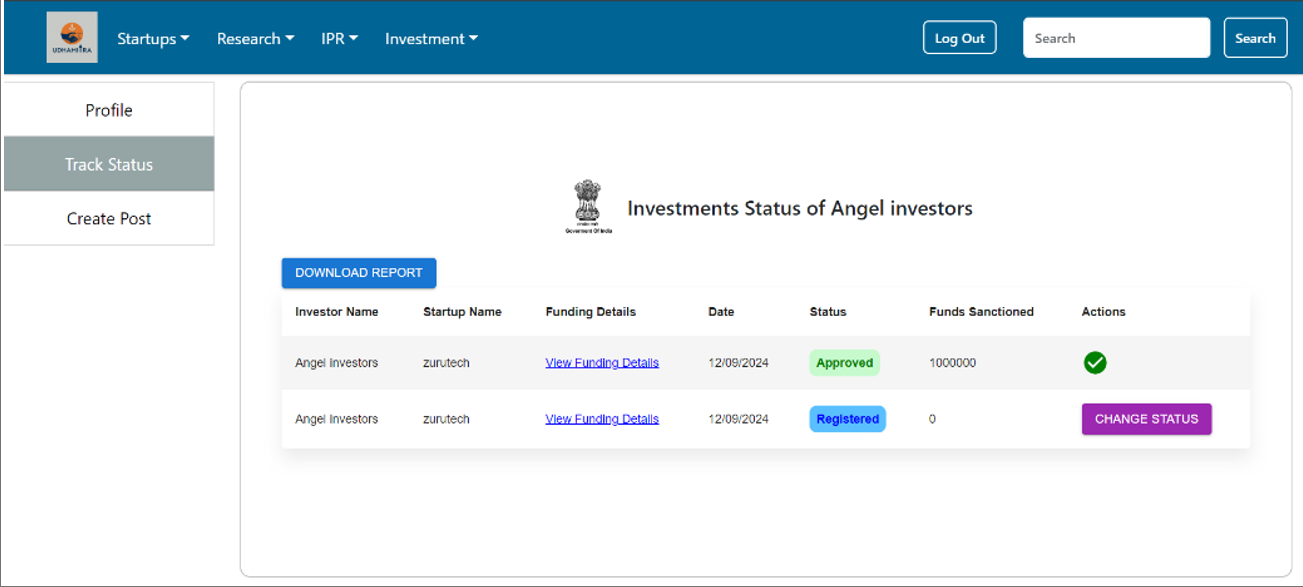 UDHAMITRA
Startups Research IPR Investment Log Out Search Search
Profile
Track Status
Create Post
Government Of India
Investments Status of Angel investors
DOWNLOAD REPORT
Investor Name Startup Name Funding Details Date Status Funds Sanctioned Actions
Angel Investors zurutech View Funding Details 12/09/2024 Approved 1000000
Angel Investors zurutech View Funding Details 12/09/2024 Registered 0 CHANGE STATUS